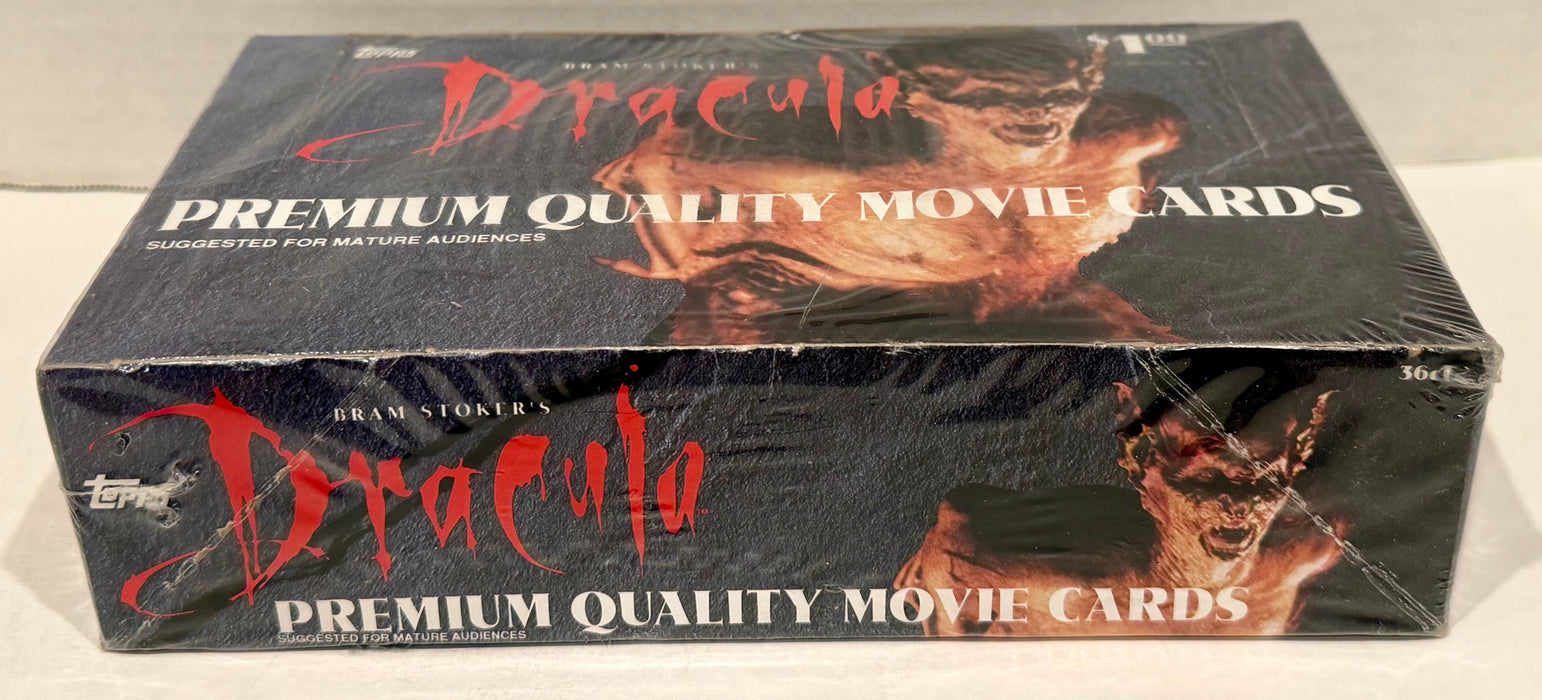 topps
$1.00
BRAM STOKER'S
Dracula
PREMIUM QUALITY MOVIE CARDS
SUGGESTED FOR MATURE AUDIENCES
36ct
BRAM STOKER'S
Dracula
topps
PREMIUM QUALITY MOVIE CARDS
SUGGESTED FOR MATURE AUDIENCES